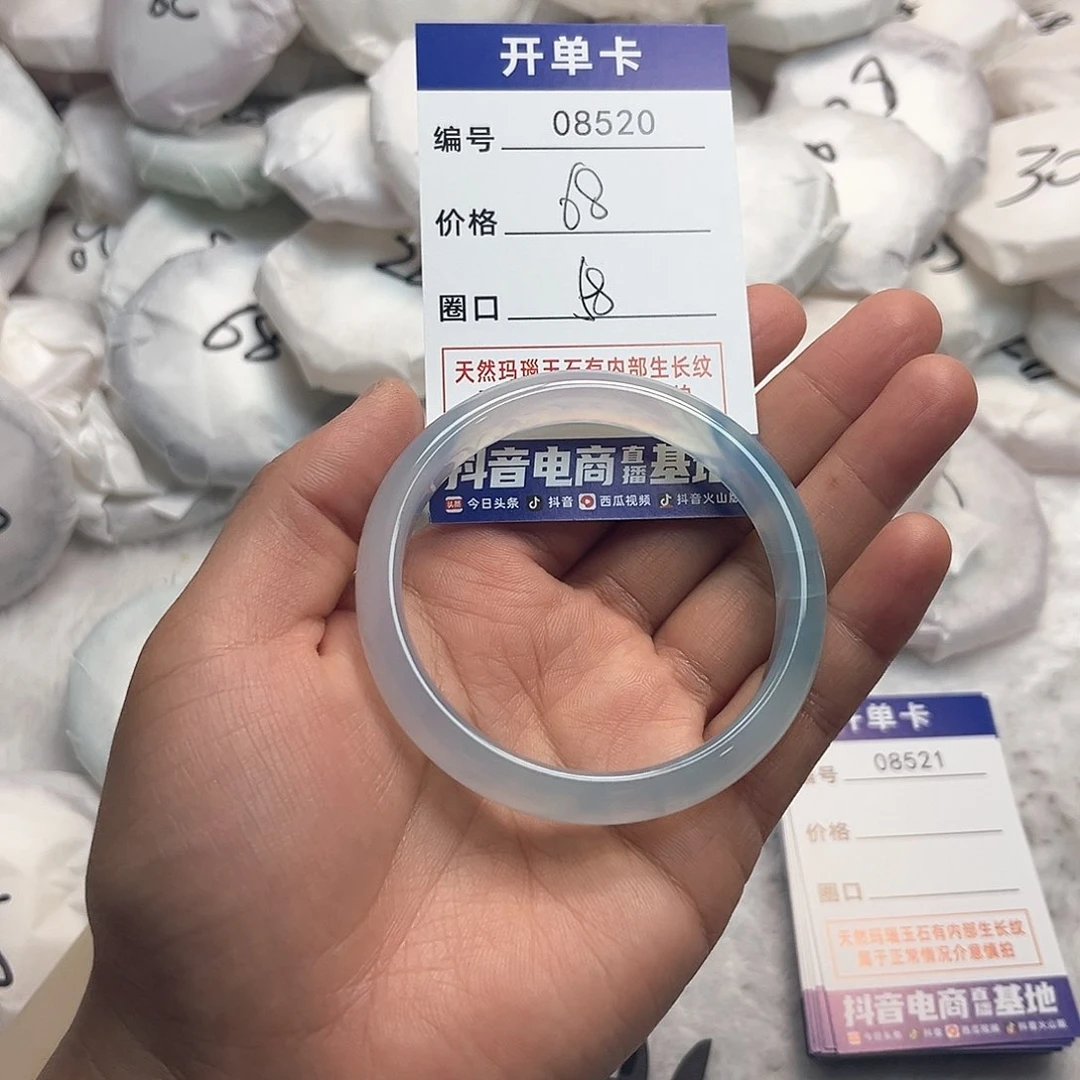 开单卡
编号 08520
价格 68
圈口 58
天然玛瑙玉石有内部生长纹
抖音电商直播基地
今日头条 抖音 西瓜视频 抖音火山版
开单卡
编号 08521
价格
圈口
天然玛瑙玉石有内部生长纹
属于正常情况介意慎拍
抖音电商直播基地
今日头条 抖音 西瓜视频 抖音火山版
68
30